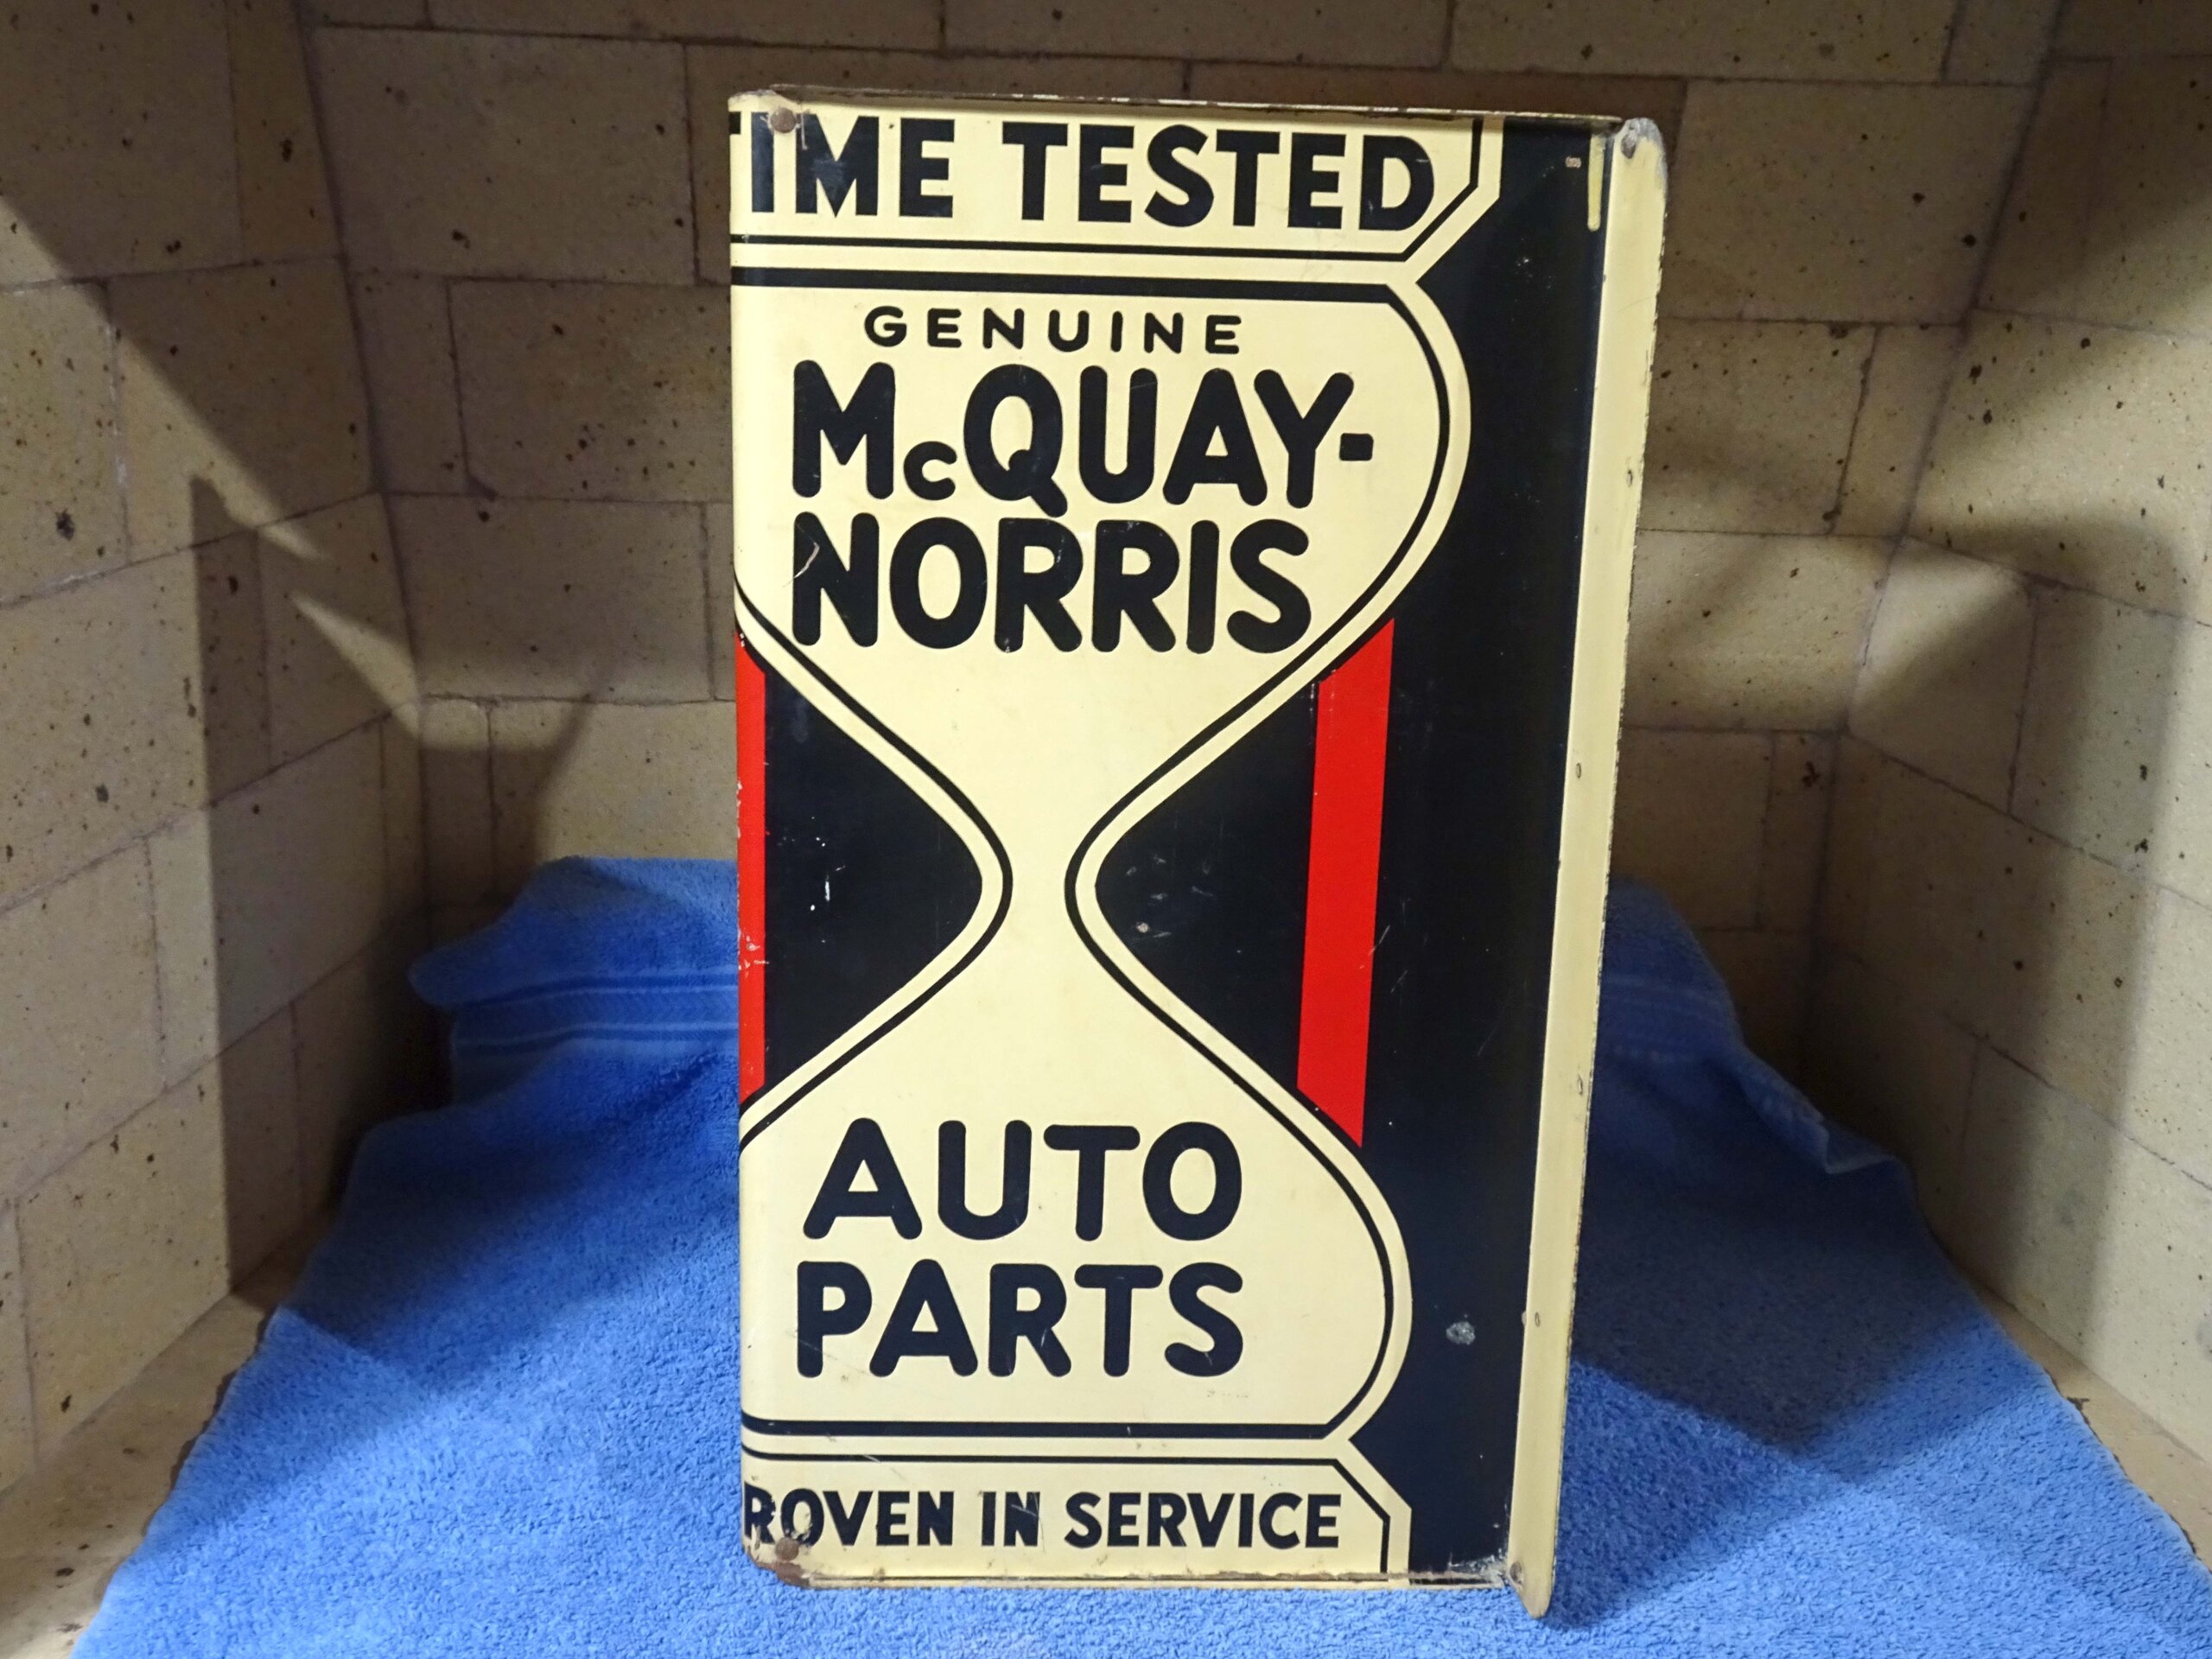 TIME TESTED
GENUINE
McQUAY-
NORRIS
AUTO
PARTS
ROVEN IN SERVICE